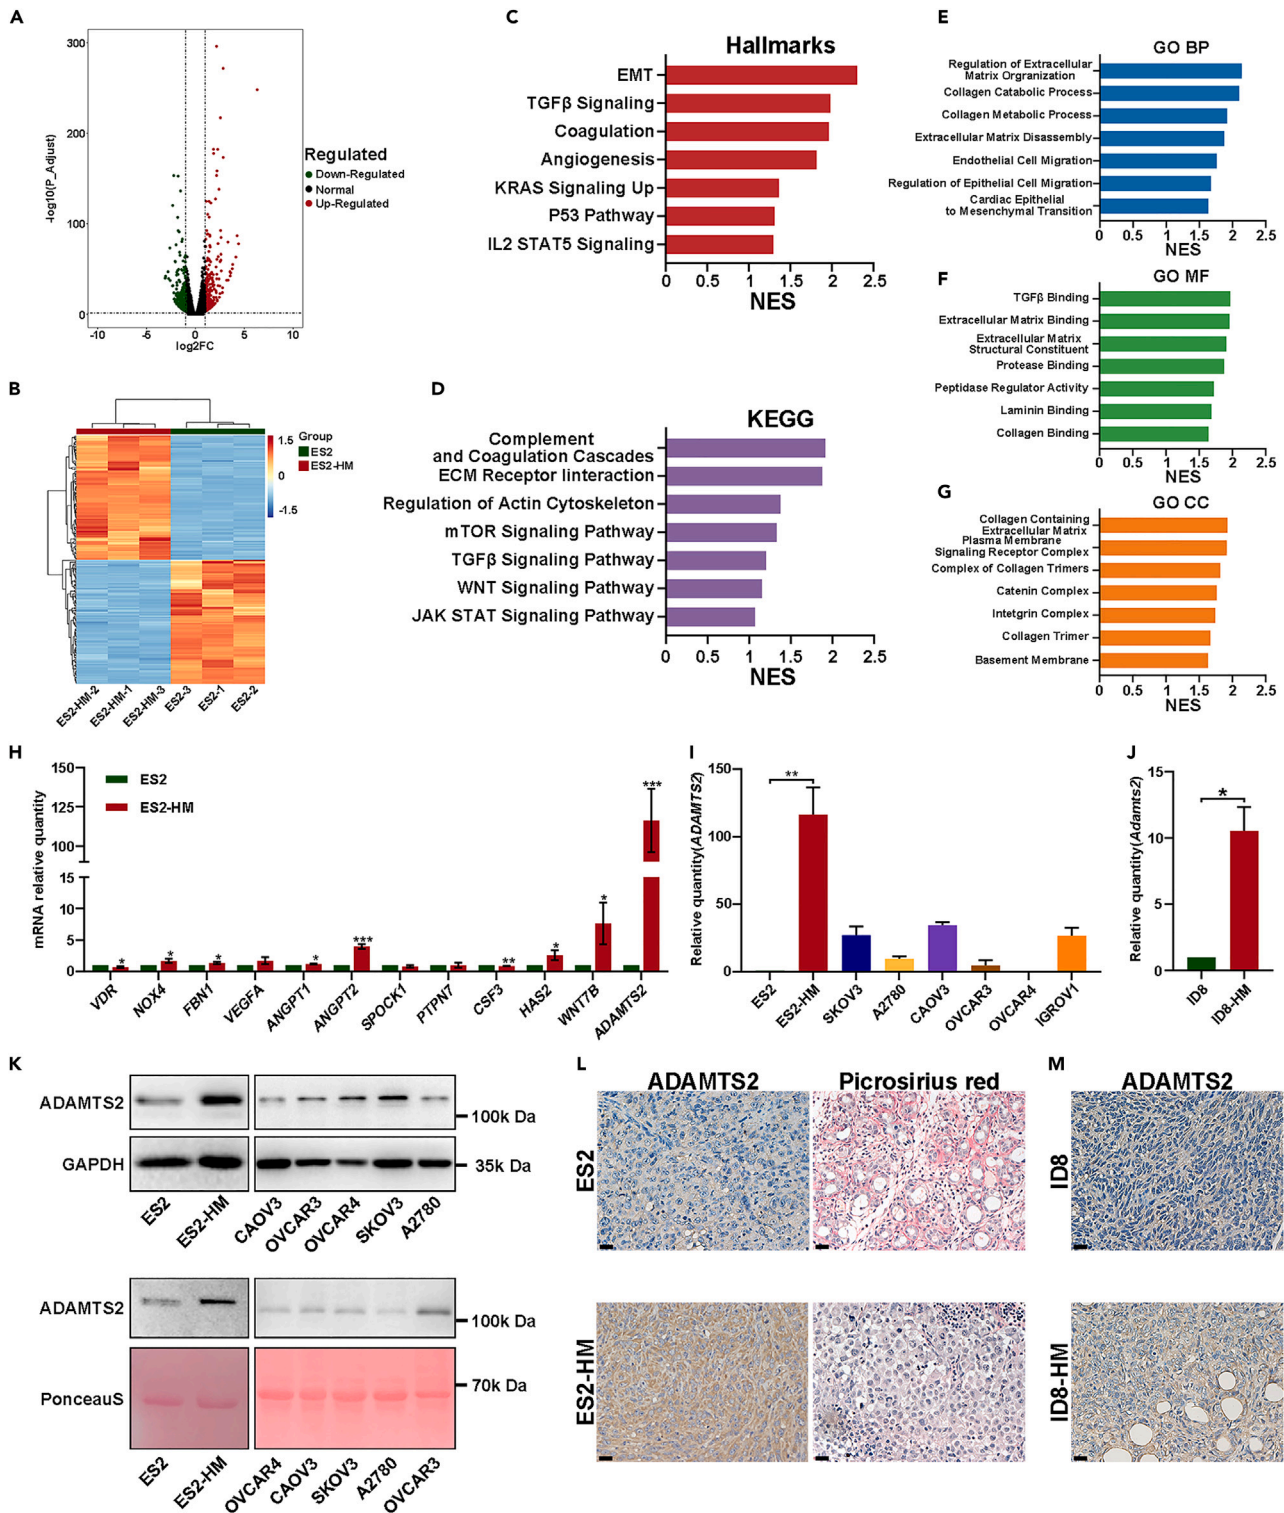 A
300
200
100
0
-log10(P_Adjust)
-10
-5
0
5
10
log2FC
Regulated
Down-Regulated
Normal
Up-Regulated
B
1.5
0
-1.5
Group
ES2
ES2-HM
ES2-HM-2
ES2-HM-1
ES2-HM-3
ES2-3
ES2-1
ES2-2
C
Hallmarks
EMT
TGFβ Signaling
Coagulation
Angiogenesis
KRAS Signaling Up
P53 Pathway
IL2 STAT5 Signaling
0
0.5
1
1.5
2
2.5
NES
D
KEGG
Complement
and Coagulation Cascades
ECM Receptor Iinteraction
Regulation of Actin Cytoskeleton
mTOR Signaling Pathway
TGFβ Signaling Pathway
WNT Signaling Pathway
JAK STAT Signaling Pathway
0
0.5
1
1.5
2
2.5
NES
E
GO BP
Regulation of Extracellular
Matrix Orgranization
Collagen Catabolic Process
Collagen Metabolic Process
Extracellular Matrix Disassembly
Endothelial Cell Migration
Regulation of Epithelial Cell Migration
Cardiac Epithelial
to Mesenchymal Transition
0
0.5
1
1.5
2
2.5
NES
F
GO MF
TGFβ Binding
Extracellular Matrix Binding
Extracellular Matrix
Structural Constituent
Protease Binding
Peptidase Regulator Activity
Laminin Binding
Collagen Binding
0
0.5
1
1.5
2
2.5
NES
G
GO CC
Collagen Containing
Extracellular Matrix
Plasma Membrane
Signaling Receptor Complex
Complex of Collagen Trimers
Catenin Complex
Intetgrin Complex
Collagen Trimer
Basement Membrane
0
0.5
1
1.5
2
2.5
NES
H
mRNA relative quantity
150
125
100
15
10
5
0
ES2
ES2-HM
*
*
*
*
***
**
*
*
***
VDR
NOX4
FBN1
VEGFA
ANGPT1
ANGPT2
SPOCK1
PTPN7
CSF3
HAS2
WNT7B
ADAMTS2
I
Relative quantity(ADAMTS2)
150
100
50
0
**
ES2
ES2-HM
SKOV3
A2780
CAOV3
OVCAR3
OVCAR4
IGROV1
J
Relative quantity(Adamts2)
15
10
5
0
*
ID8
ID8-HM
K
ADAMTS2
100k Da
GAPDH
35k Da
ES2
ES2-HM
CAOV3
OVCAR3
OVCAR4
SKOV3
A2780
ADAMTS2
100k Da
PonceauS
70k Da
ES2
ES2-HM
OVCAR4
CAOV3
SKOV3
A2780
OVCAR3
L
ADAMTS2
Picrosirius red
ES2
ES2-HM
M
ADAMTS2
ID8
ID8-HM